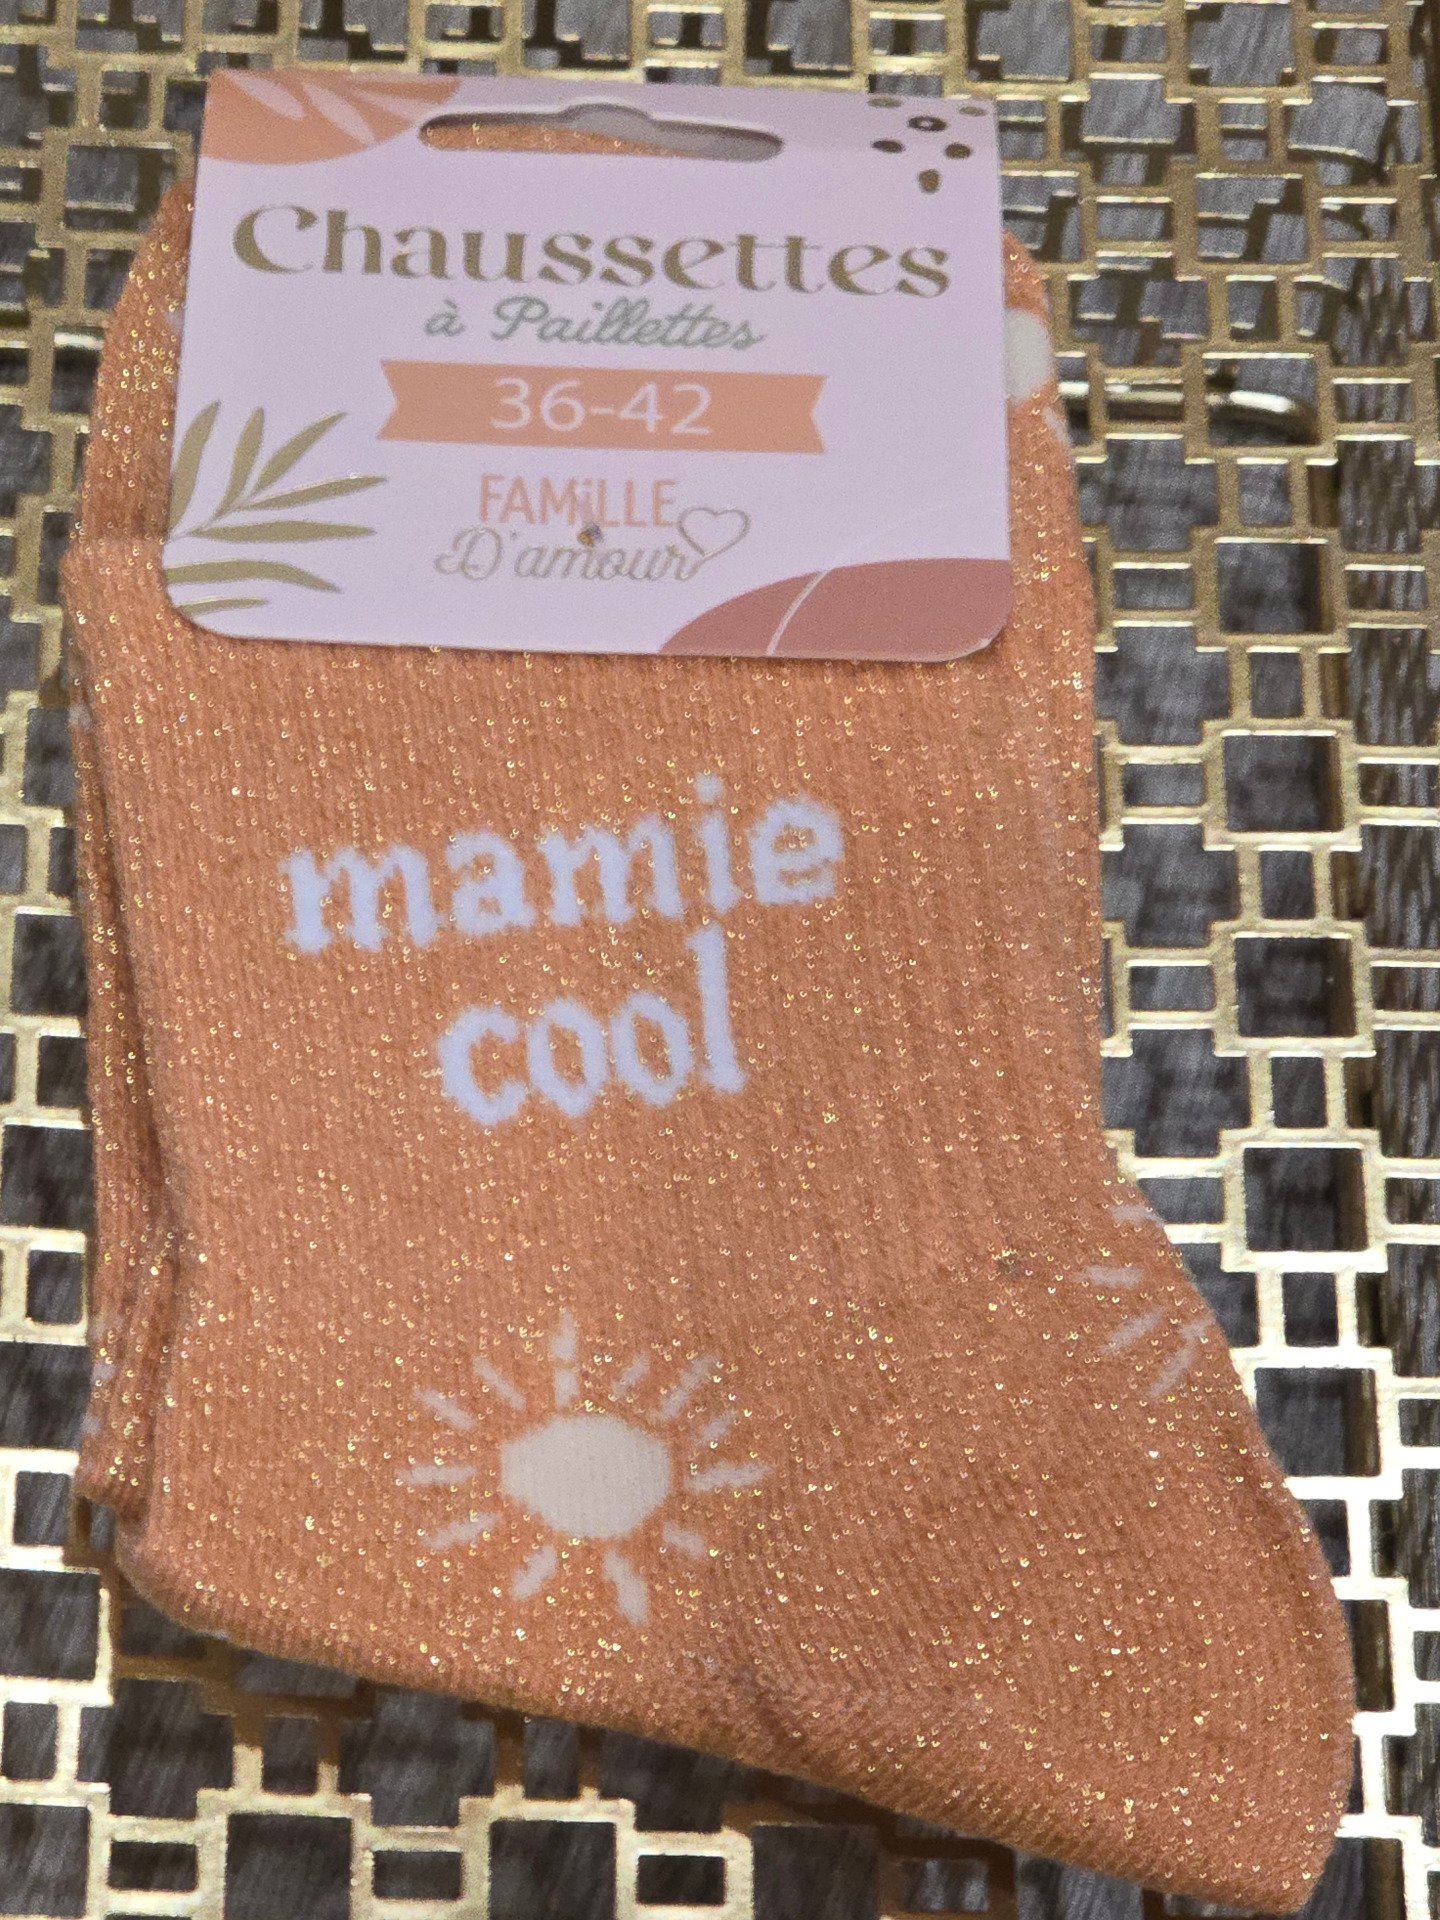 Chaussettes
à Paillettes
36-42
FAMiLLE
D'amour
mamie
cool